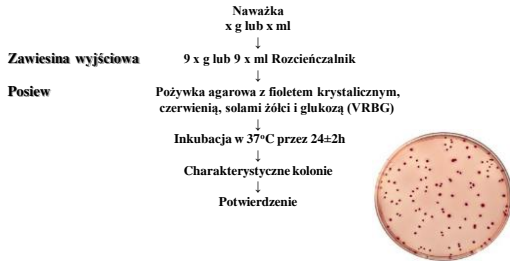 Naważka
x g lub x ml
↓
Zawiesina wyjściowa 9 x g lub 9 x ml Rozcieńczalnik
↓
Posiew Pożywka agarowa z fioletem krystalicznym,
czerwienią, solami żółci i glukozą (VRBG)
↓
Inkubacja w 37°C przez 24±2h
↓
Charakterystyczne kolonie
↓
Potwierdzenie